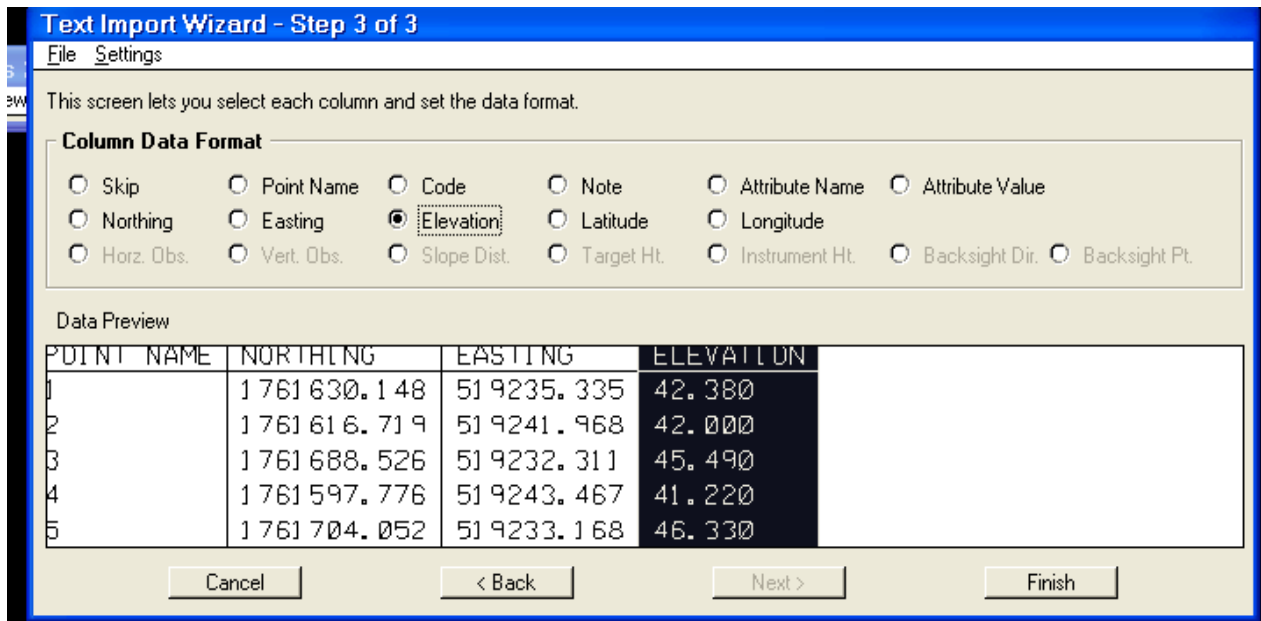 Text Import Wizard - Step 3 of 3
File Settings
ew
This screen lets you select each column and set the data format.
Column Data Format
Skip Point Name Code Note Attribute Name Attribute Value
Northing Easting Elevation Latitude Longitude
Horz. Obs. Vert. Obs. Slope Dist. Target Ht. Instrument Ht. Backsight Dir. Backsight Pt.
Data Preview
POINT NAME NORTHING EASTING ELEVATION
1 1761630.148 519235.335 42.380
2 1761616.719 519241.968 42.000
3 1761688.526 519232.311 45.490
4 1761597.776 519243.467 41.220
5 1761704.052 519233.168 46.330
Cancel < Back Next > Finish